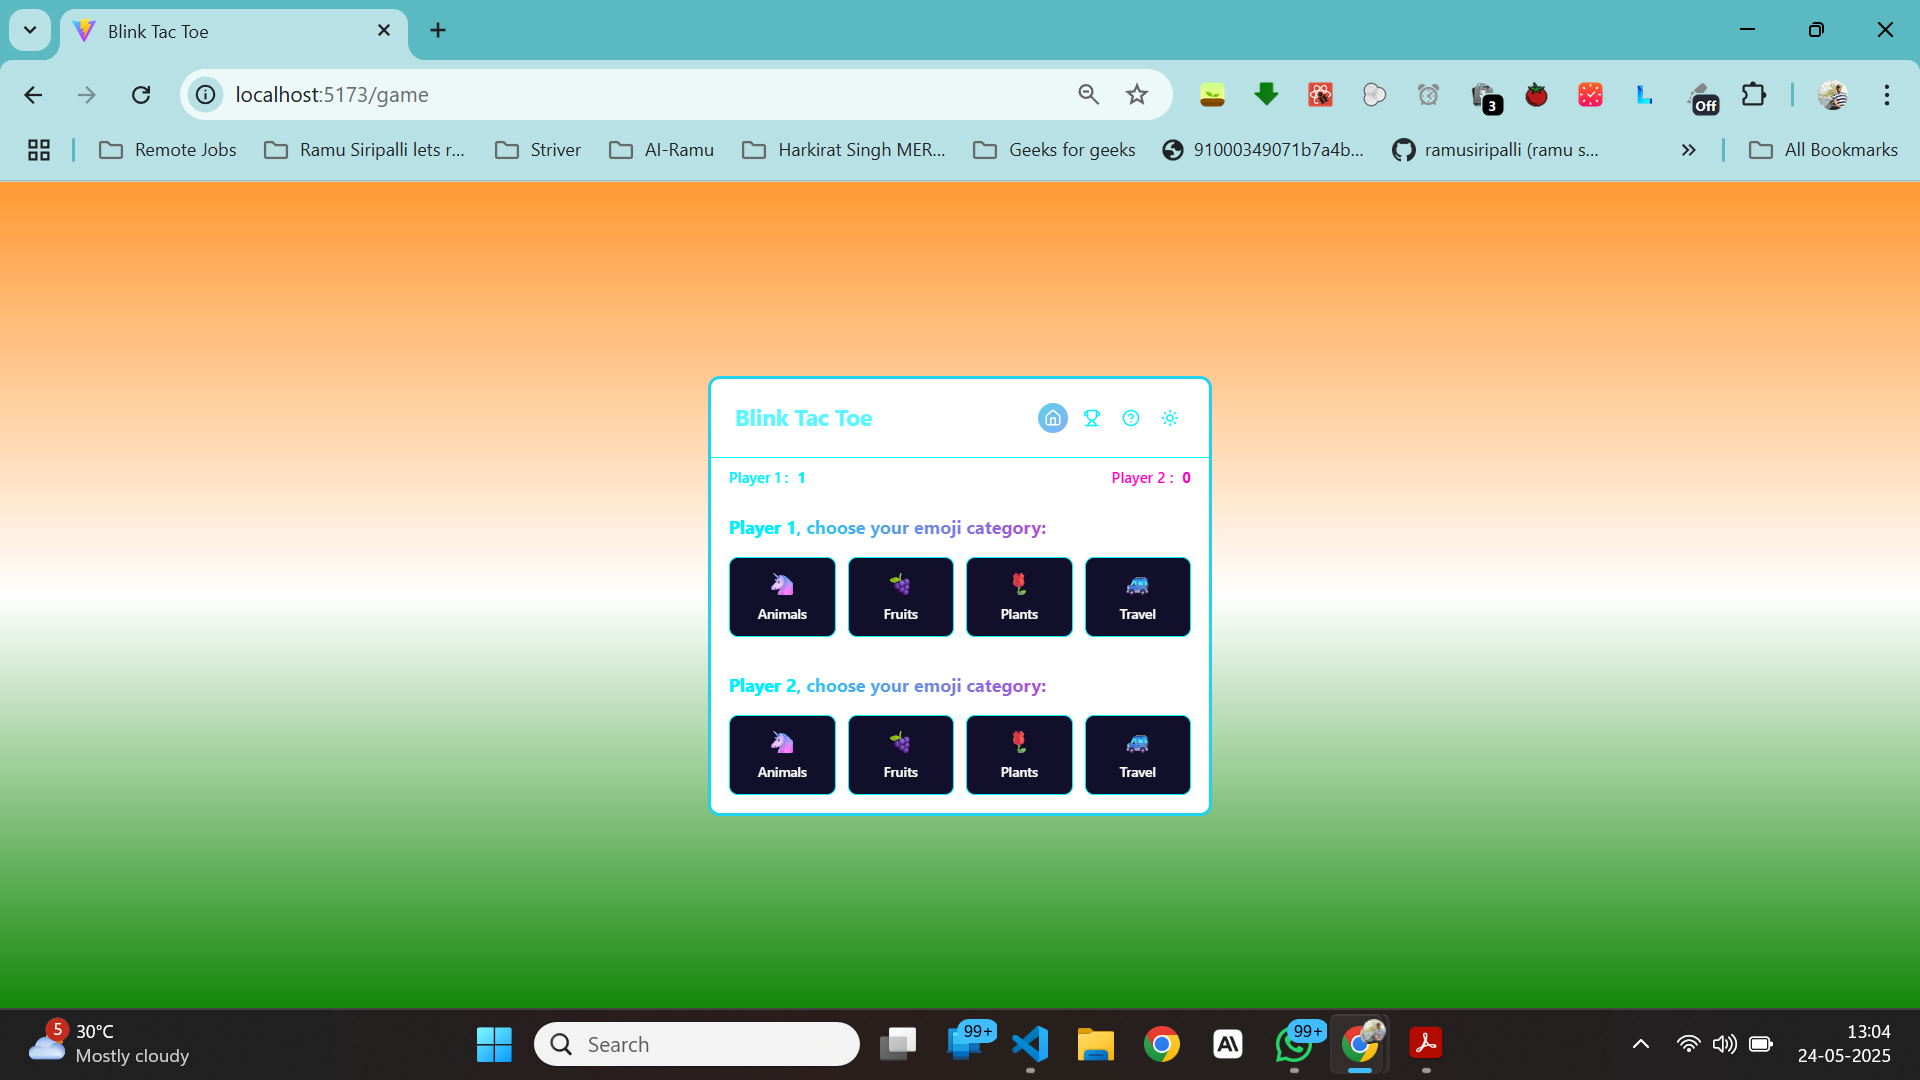 Blink Tac Toe
localhost:5173/game
3
Off
Remote Jobs
Ramu Siripalli lets r...
Striver
AI-Ramu
Harkirat Singh MER...
Geeks for geeks
91000349071b7a4b...
ramusiripalli (ramu s...
All Bookmarks
Blink Tac Toe
Player 1 : 1
Player 2 : 0
Player 1, choose your emoji category:
Animals
Fruits
Plants
Travel
Player 2, choose your emoji category:
Animals
Fruits
Plants
Travel
5
30°C
Mostly cloudy
Search
99+
99+
13:04
24-05-2025